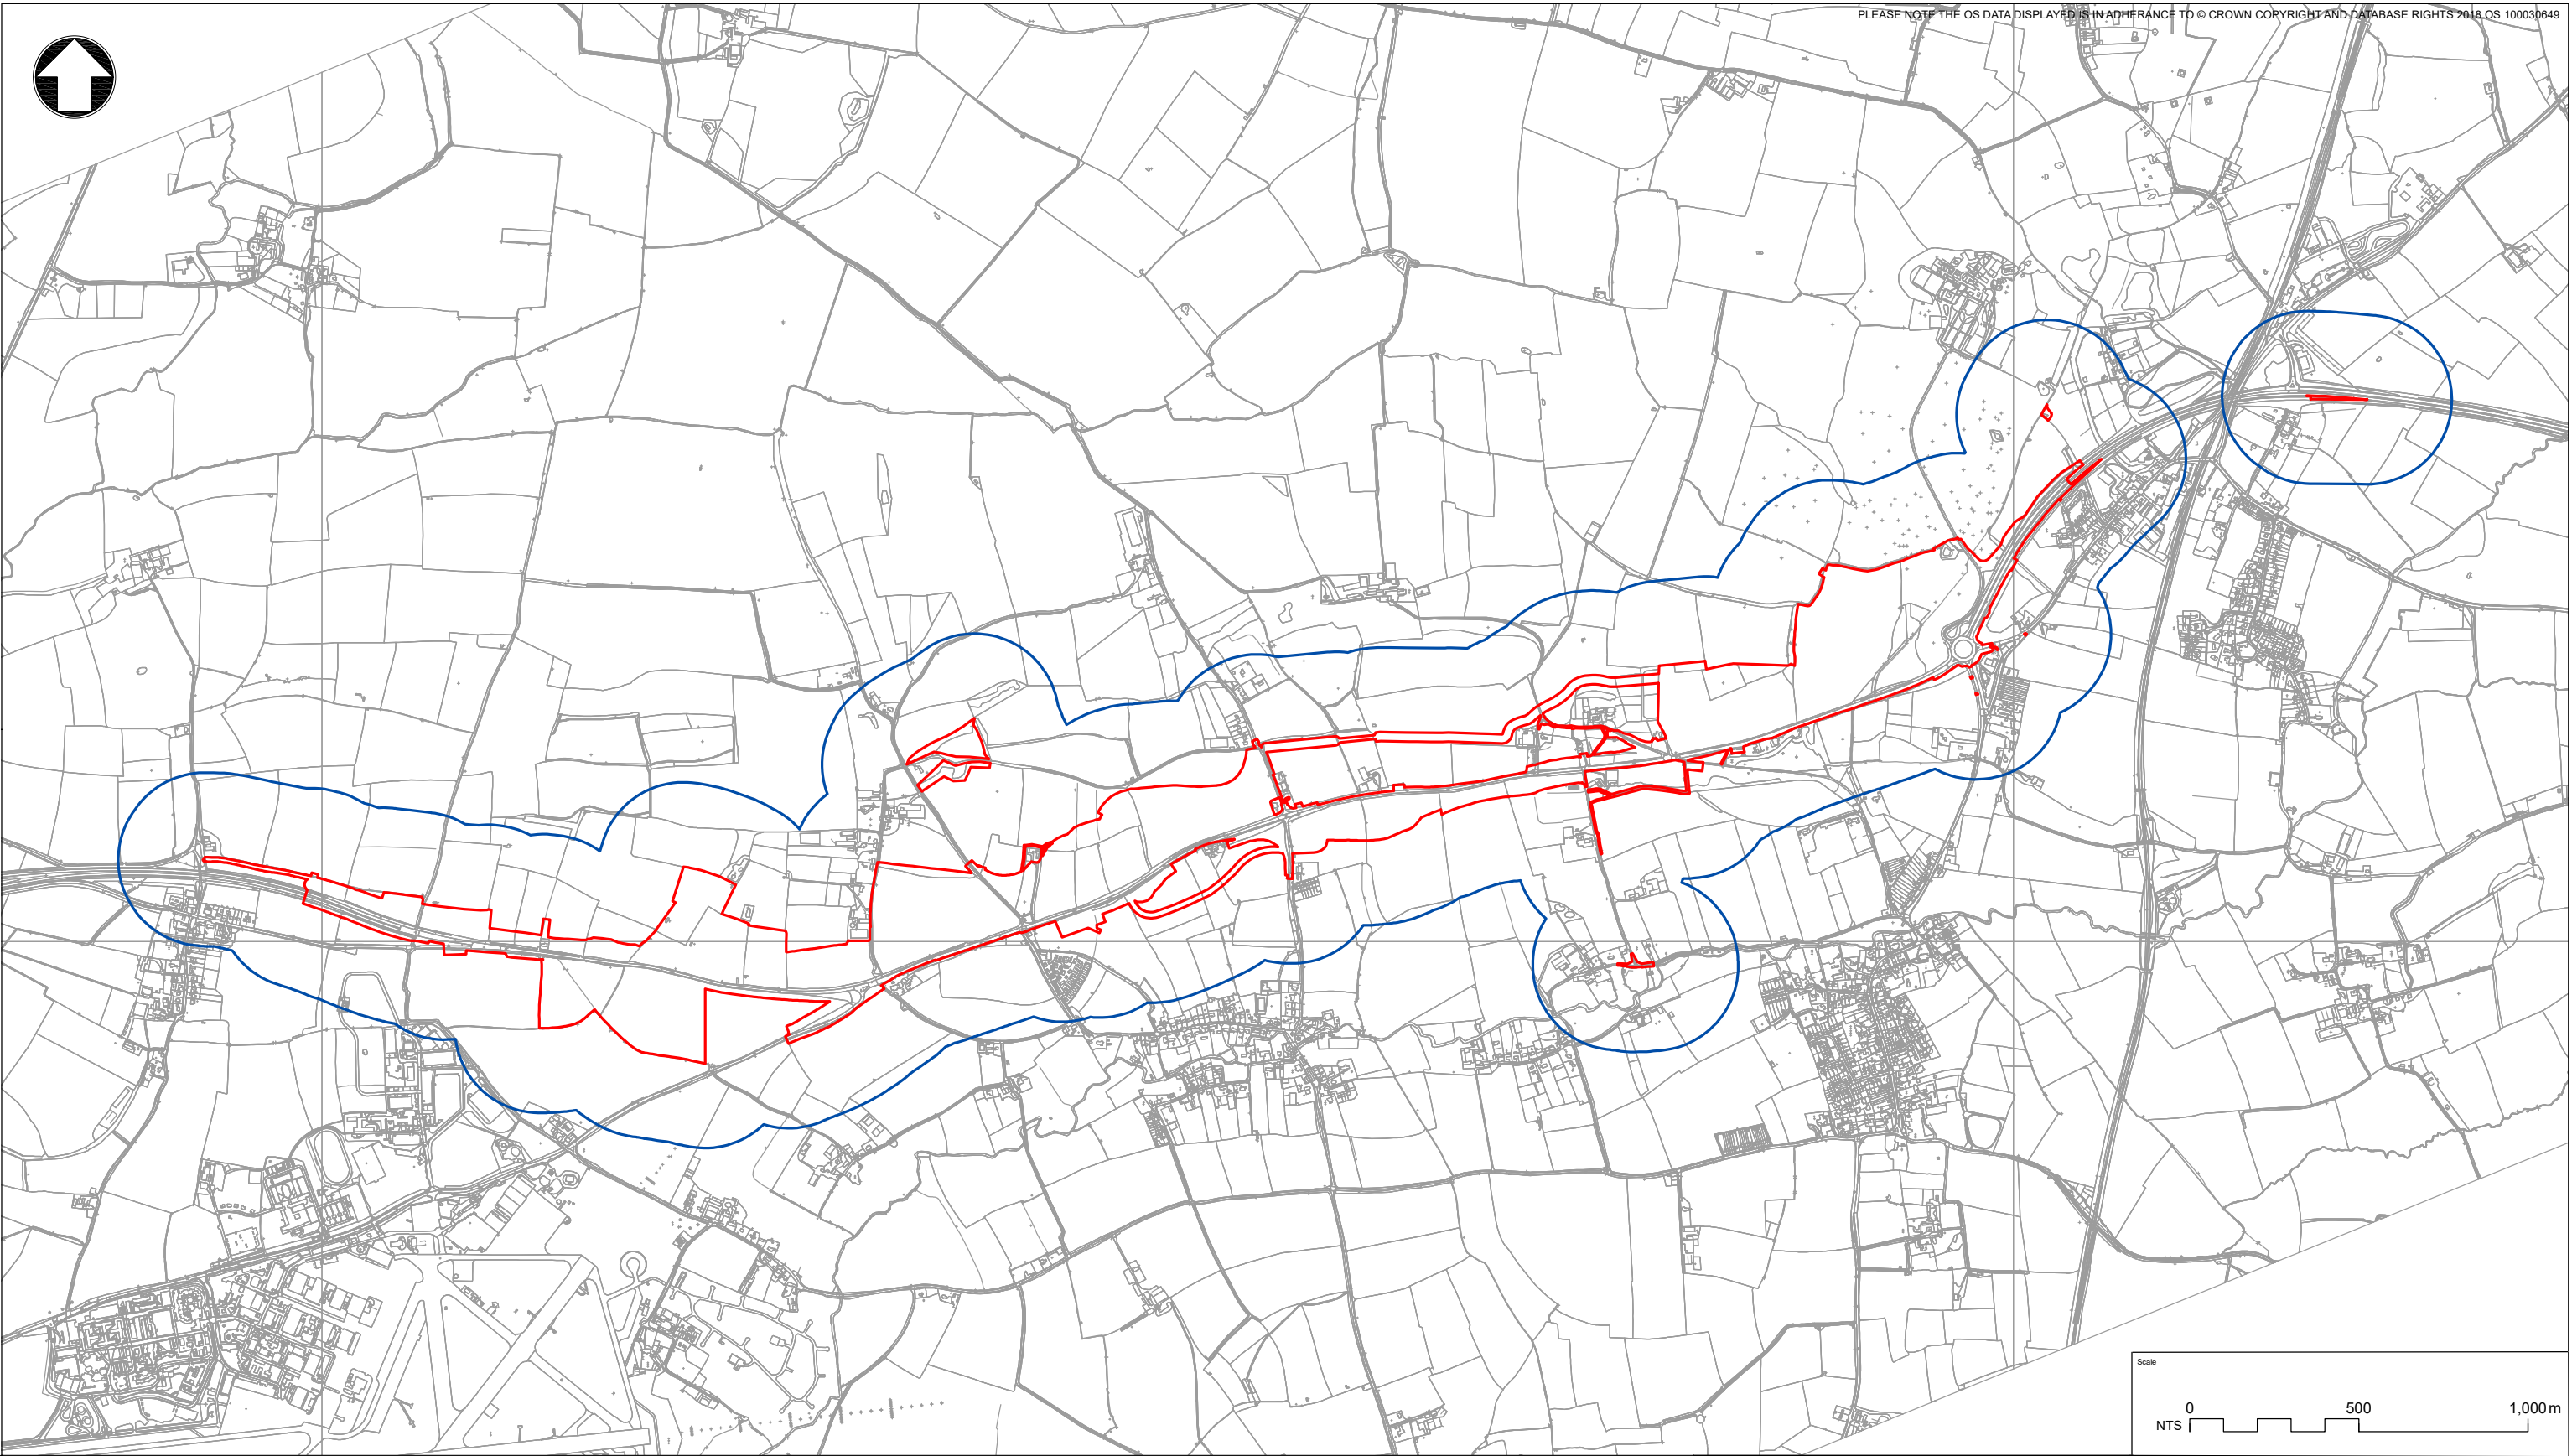 PLEASE NOTE THE OS DATA DISPLAYED IS IN ADHERANCE TO © CROWN COPYRIGHT AND DATABASE RIGHTS 2018 OS 100030649
Scale
0 500 1,000 m
NTS